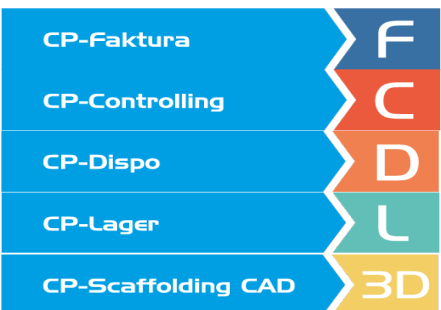 CP-Faktura F
CP-Controlling C
CP-Dispo D
CP-Lager L
CP-Scaffolding CAD 3D